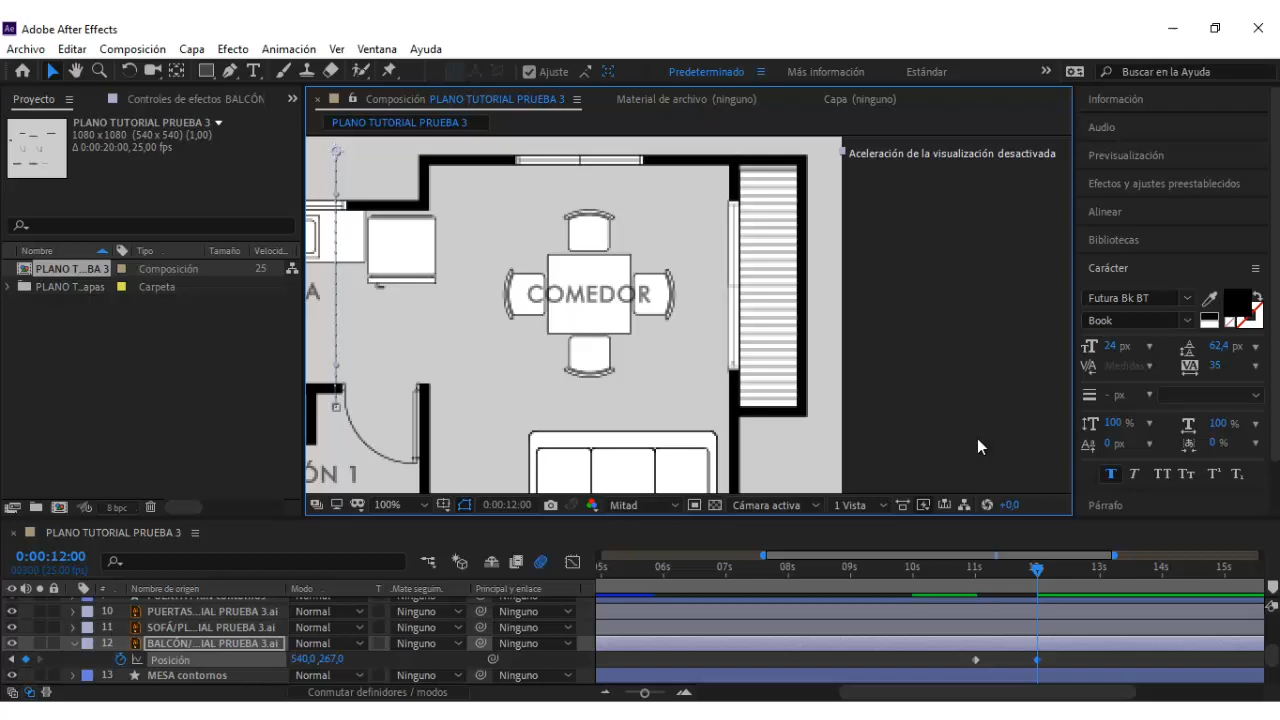 Adobe After Effects
Archivo Editar Composición Capa Efecto Animación Ver Ventana Ayuda
Ajuste Predeterminado Más información Estándar Buscar en la Ayuda
Proyecto Controles de efectos BALCÓN
Composición PLANO TUTORIAL PRUEBA 3 Material de archivo (ninguno) Capa (ninguno)
PLANO TUTORIAL PRUEBA 3
PLANO TUTORIAL PRUEBA 3
1080 x 1080 (540 x 540) (1,00)
Δ 0:00:20:00, 25,00 fps
Aceleración de la visualización desactivada
Nombre Tipo Tamaño Velocid...
PLANO T...BA 3 Composición 25
PLANO T...apas Carpeta
A
COMEDOR
ÓN 1
Información
Audio
Previsualización
Efectos y ajustes preestablecidos
Alinear
Bibliotecas
Carácter
Futura Bk BT
Book
24 px 62,4 px
Medidas 35
- px
100 % 100 %
0 px 0 %
T T TT Tт T¹ T₁
Párrafo
8 bpc
100% 0:00:12:00 Mitad Cámara activa 1 Vista +0,0
PLANO TUTORIAL PRUEBA 3
0:00:12:00
00300 (25.00 fps)
05s 06s 07s 08s 09s 10s 11s 12s 13s 14s 15s
# Nombre de origen Modo T Mate seguim. Principal y enlace
10 PUERTAS...IAL PRUEBA 3.ai Normal Ninguno Ninguno
11 SOFÁ/PL...IAL PRUEBA 3.ai Normal Ninguno Ninguno
12 BALCÓN/...IAL PRUEBA 3.ai Normal Ninguno Ninguno
Posición 540,0,267,0
13 MESA contornos Normal Ninguno Ninguno
Conmutar definidores / modos